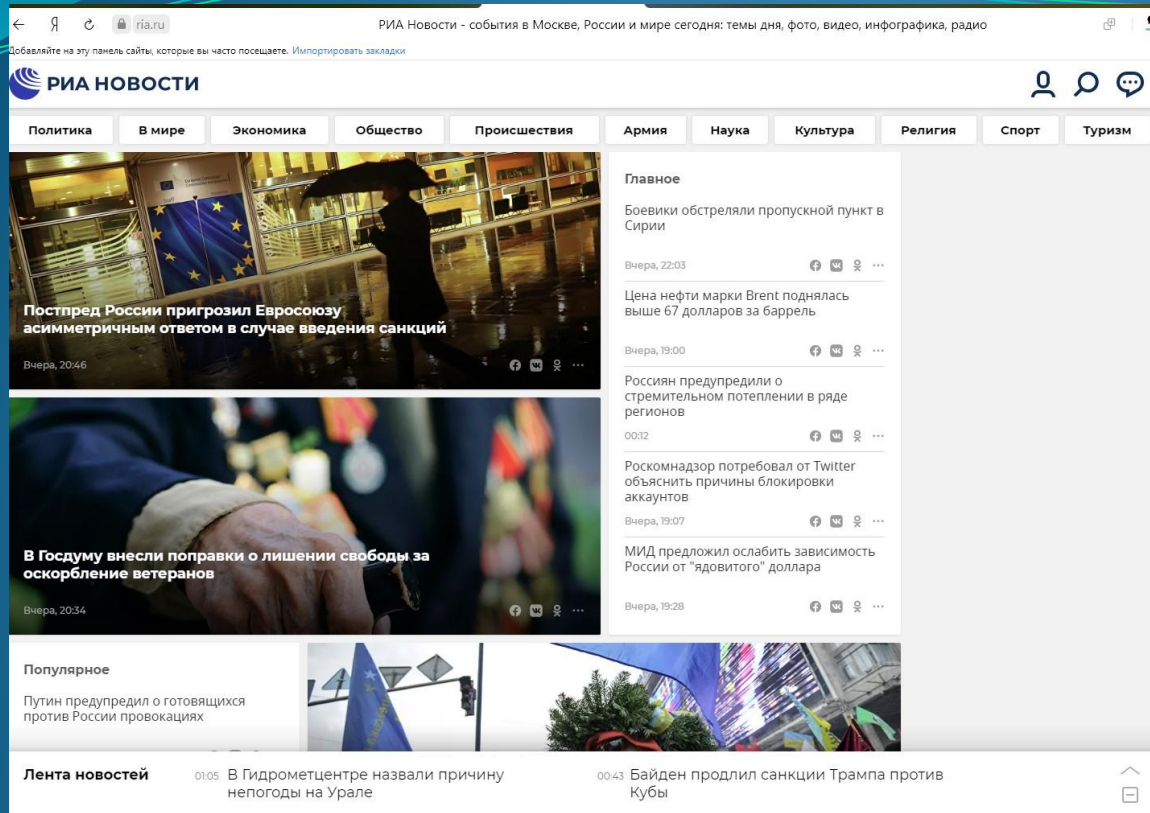 ria.ru
РИА Новости - события в Москве, России и мире сегодня: темы дня, фото, видео, инфографика, радио
Добавляйте на эту панель сайты, которые вы часто посещаете. Импортировать закладки
РИА НОВОСТИ
Политика В мире Экономика Общество Происшествия Армия Наука Культура Религия Спорт Туризм
Постпред России пригрозил Евросоюзу
асимметричным ответом в случае введения санкций
Вчера, 20:46
В Госдуму внесли поправки о лишении свободы за
оскорбление ветеранов
Вчера, 20:34
Главное
Боевики обстреляли пропускной пункт в
Сирии
Вчера, 22:03
Цена нефти марки Brent поднялась
выше 67 долларов за баррель
Вчера, 19:00
Россиян предупредили о
стремительном потеплении в ряде
регионов
00:12
Роскомнадзор потребовал от Twitter
объяснить причины блокировки
аккаунтов
Вчера, 19:07
МИД предложил ослабить зависимость
России от "ядовитого" доллара
Вчера, 19:28
Популярное
Путин предупредил о готовящихся
против России провокациях
Лента новостей
01:05 В Гидрометцентре назвали причину
непогоды на Урале
00:43 Байден продлил санкции Трампа против
Кубы